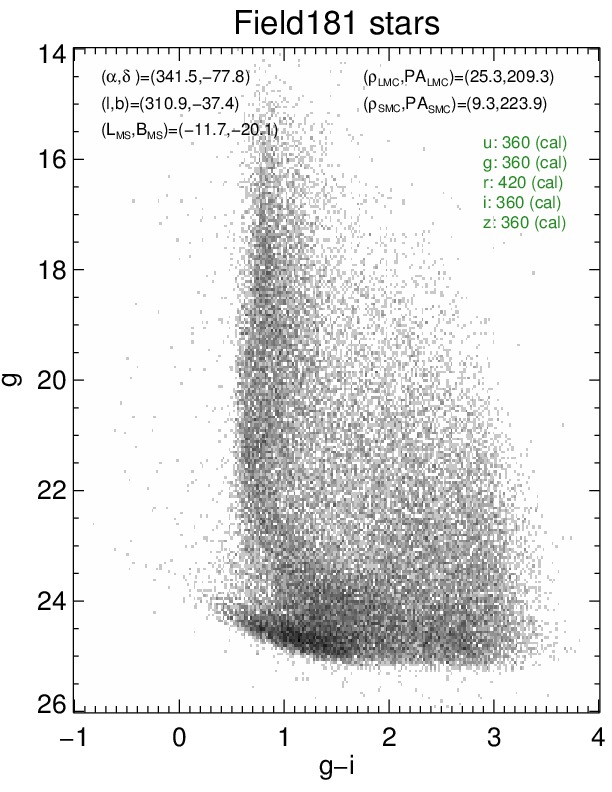 Field181 stars
(α,δ )=(341.5,−77.8)
(ρLMC,PALMC)=(25.3,209.3)
(l,b)=(310.9,−37.4)
(ρSMC,PASMC)=(9.3,223.9)
(LMS,BMS)=(−11.7,−20.1)
u: 360 (cal)
g: 360 (cal)
r: 420 (cal)
i: 360 (cal)
z: 360 (cal)
14
16
18
20
22
24
26
g
−1 0 1 2 3 4
g−i